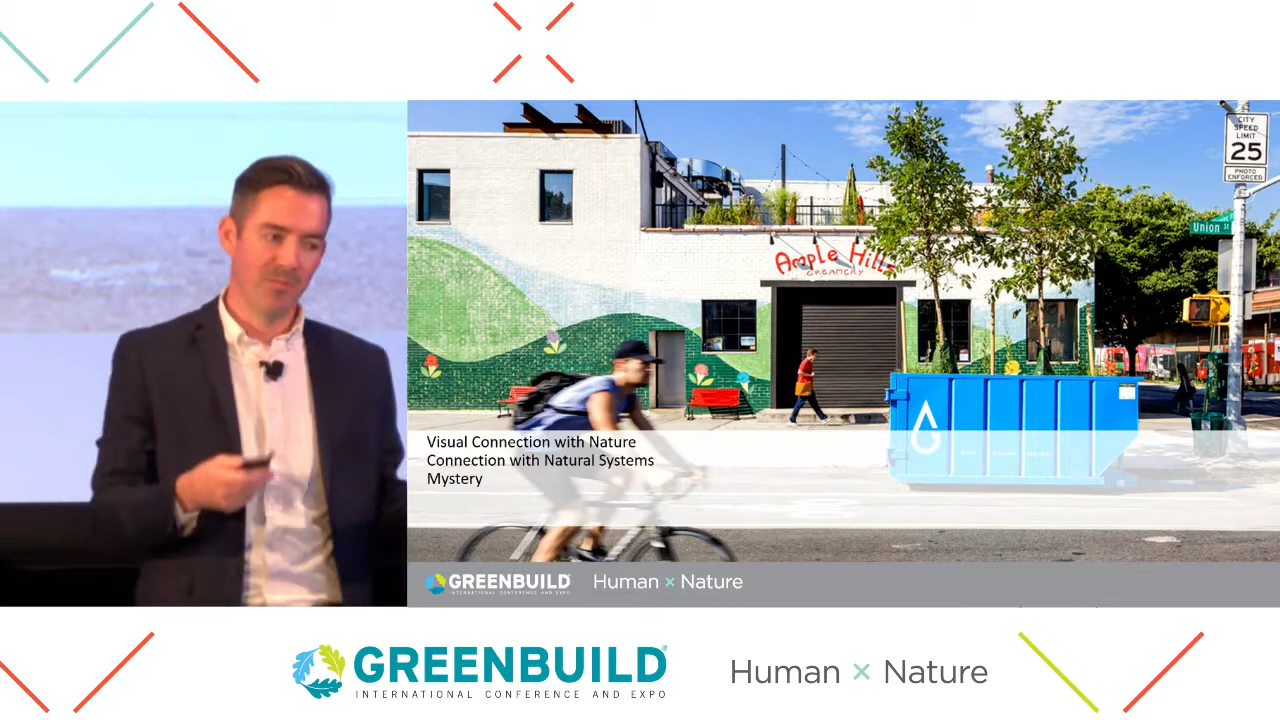 CITY
SPEED
LIMIT
25
PHOTO
ENFORCED
Union St
Ample Hills
CREAMERY
Visual Connection with Nature
Connection with Natural Systems
Mystery
GREENBUILD
INTERNATIONAL CONFERENCE AND EXPO
Human × Nature
GREENBUILD
INTERNATIONAL CONFERENCE AND EXPO
Human × Nature